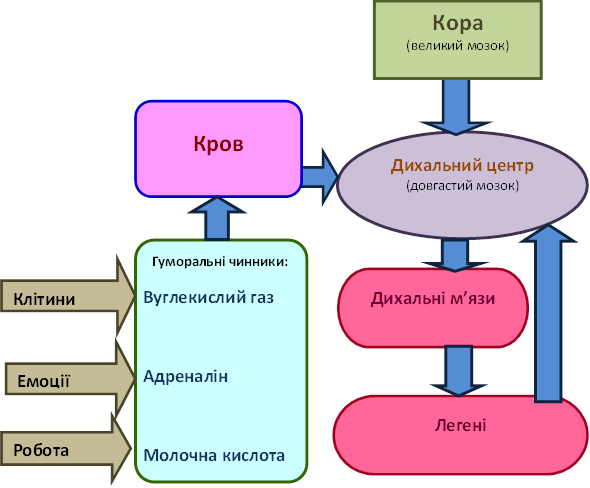 Кора
(великий мозок)
Кров
Дихальний центр
(довгастий мозок)
Гуморальні чинники:
Клітини
Вуглекислий газ
Дихальні м’язи
Емоції
Адреналін
Легені
Робота
Молочна кислота